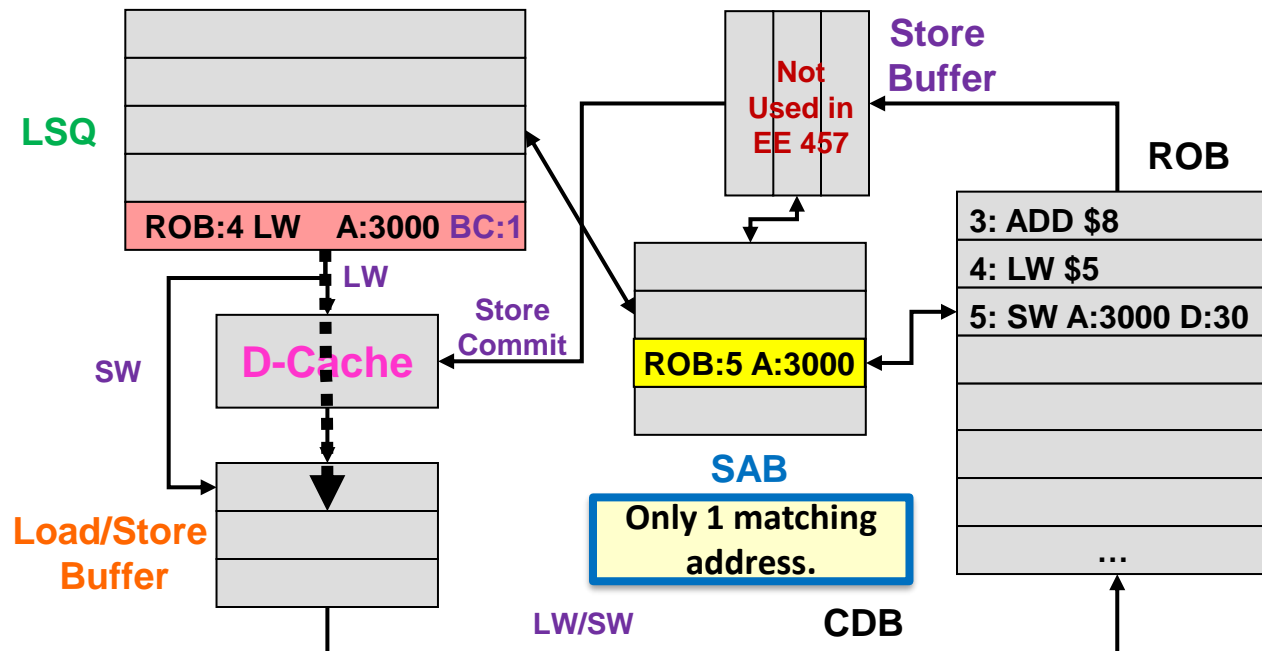 LSQ
ROB:4 LW A:3000 BC:1
LW
SW
D-Cache
Store
Commit
Load/Store
Buffer
Not
Used in
EE 457
Store
Buffer
ROB:5 A:3000
SAB
Only 1 matching
address.
ROB
3: ADD $8
4: LW $5
5: SW A:3000 D:30
...
LW/SW
CDB